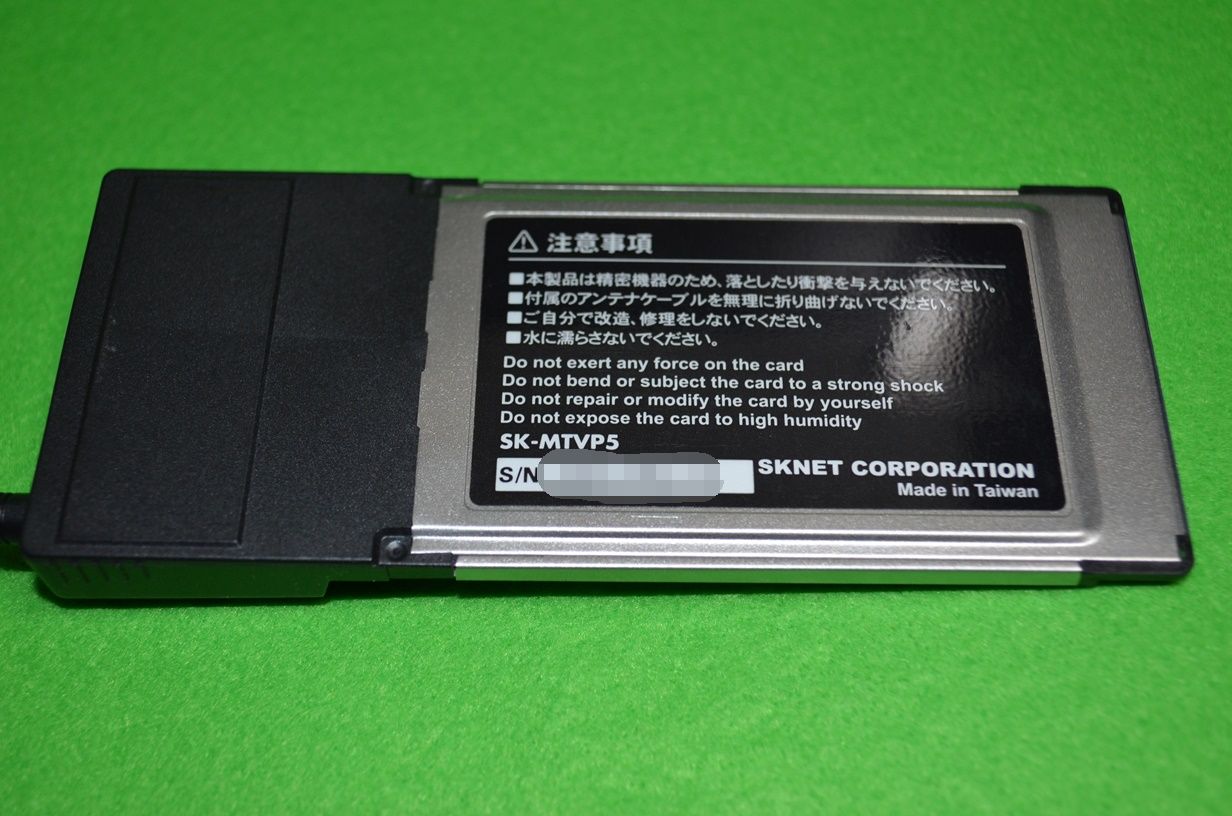 ⚠ 注意事項
■本製品は精密機器のため、落としたり衝撃を与えないでください。
■付属のアンテナケーブルを無理に折り曲げないでください。
■ご自分で改造、修理をしないでください。
■水に濡らさないでください。
Do not exert any force on the card
Do not bend or subject the card to a strong shock
Do not repair or modify the card by yourself
Do not expose the card to high humidity
SK-MTVP5
S/N
SKNET CORPORATION
Made in Taiwan